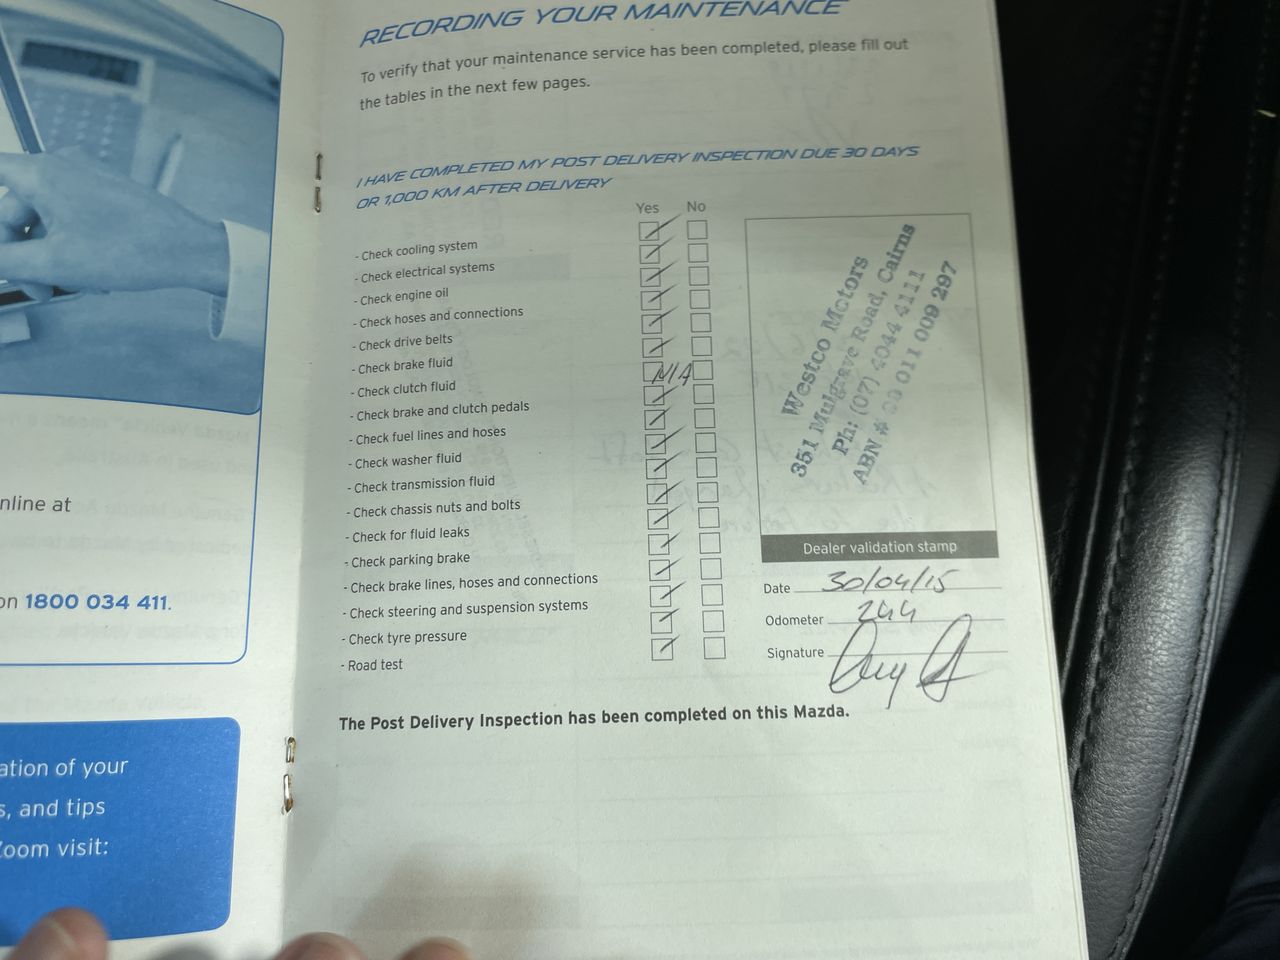 RECORDING YOUR MAINTENANCE
To verify that your maintenance service has been completed, please fill out
the tables in the next few pages.
I HAVE COMPLETED MY POST DELIVERY INSPECTION DUE 30 DAYS
OR 1,000 KM AFTER DELIVERY
Yes No
- Check cooling system
- Check electrical systems
- Check engine oil
- Check hoses and connections
- Check drive belts
- Check brake fluid
- Check clutch fluid N/A
- Check brake and clutch pedals
- Check fuel lines and hoses
- Check washer fluid
- Check transmission fluid
- Check chassis nuts and bolts
- Check for fluid leaks
- Check parking brake
- Check brake lines, hoses and connections
- Check steering and suspension systems
- Check tyre pressure
- Road test
Westco Motors
351 Mulgrave Road, Cairns
Ph: (07) 4044 4111
ABN # 011 009 297
Dealer validation stamp
Date 30/04/15
Odometer 244
Signature
The Post Delivery Inspection has been completed on this Mazda.
nline at
on 1800 034 411.
ation of your
s, and tips
Zoom visit: